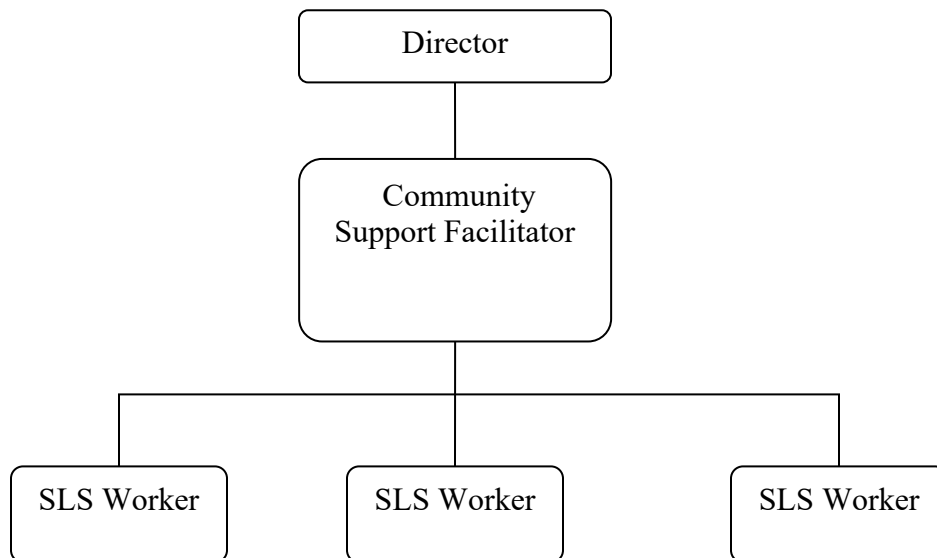 Director
Community
Support Facilitator
SLS Worker
SLS Worker
SLS Worker